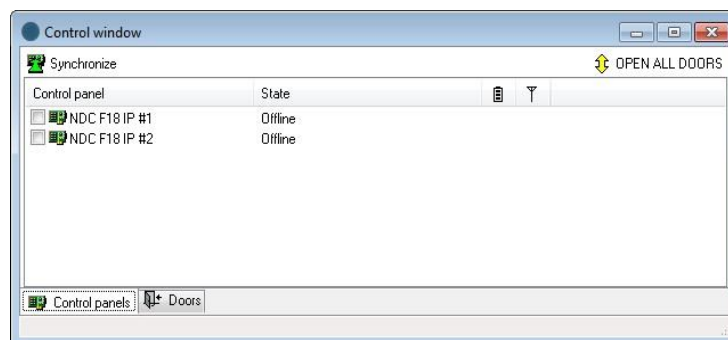 Control window
Synchronize OPEN ALL DOORS
Control panel State
NDC F18 IP #1 Offline
NDC F18 IP #2 Offline
Control panels Doors